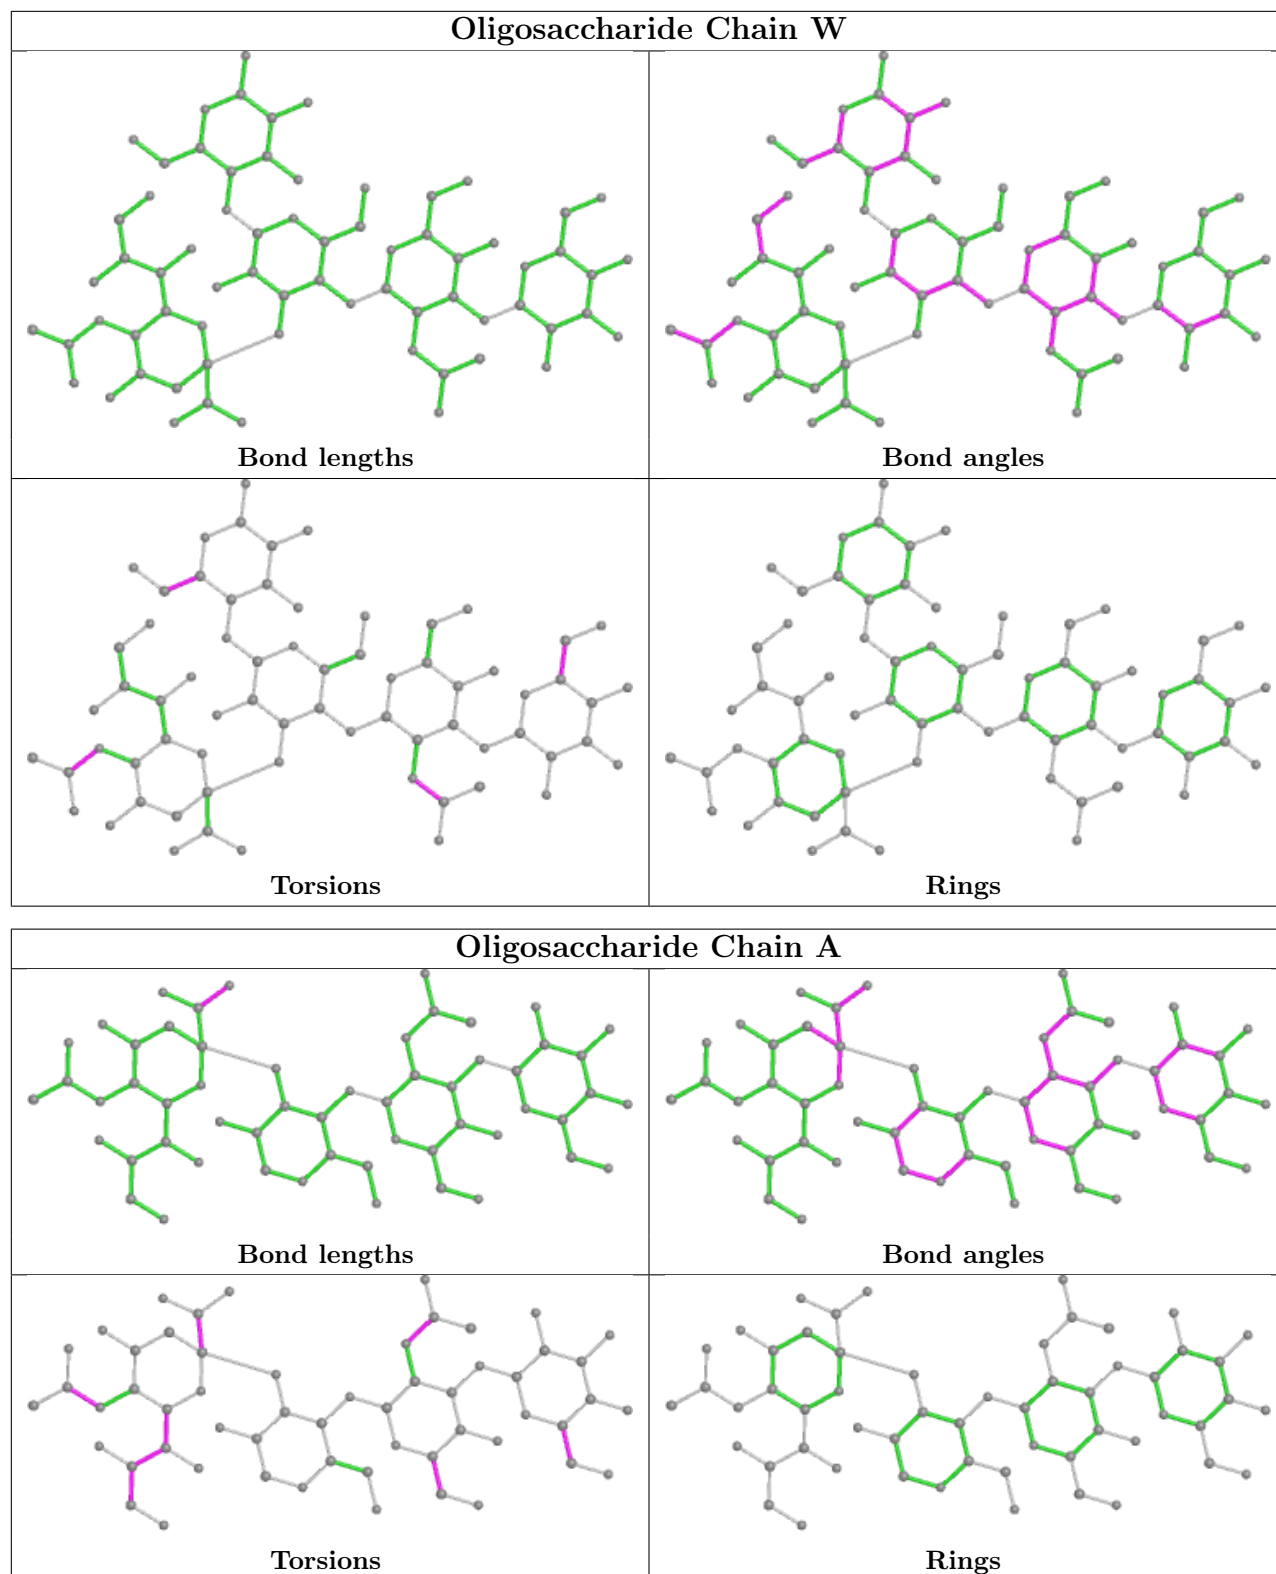 Oligosaccharide Chain W
Bond lengths
Bond angles
Torsions
Rings
Oligosaccharide Chain A
Bond lengths
Bond angles
Torsions
Rings